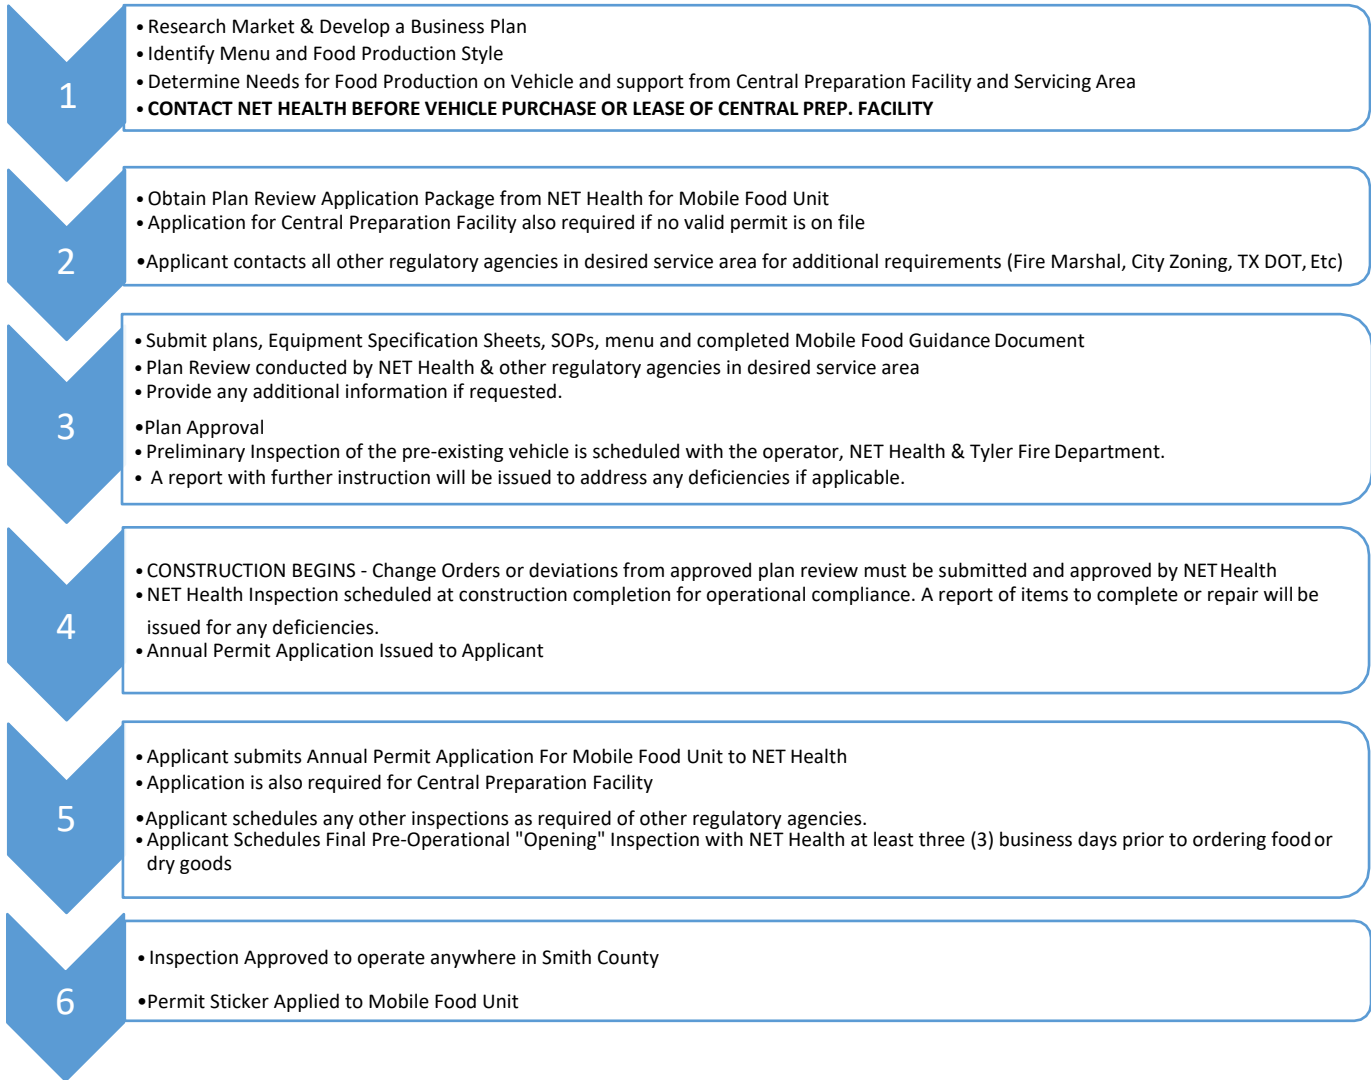 1
• Research Market & Develop a Business Plan
• Identify Menu and Food Production Style
• Determine Needs for Food Production on Vehicle and support from Central Preparation Facility and Servicing Area
• CONTACT NET HEALTH BEFORE VEHICLE PURCHASE OR LEASE OF CENTRAL PREP. FACILITY
2
• Obtain Plan Review Application Package from NET Health for Mobile Food Unit
• Application for Central Preparation Facility also required if no valid permit is on file
•Applicant contacts all other regulatory agencies in desired service area for additional requirements (Fire Marshal, City Zoning, TX DOT, Etc)
3
• Submit plans, Equipment Specification Sheets, SOPs, menu and completed Mobile Food Guidance Document
• Plan Review conducted by NET Health & other regulatory agencies in desired service area
• Provide any additional information if requested.
•Plan Approval
• Preliminary Inspection of the pre-existing vehicle is scheduled with the operator, NET Health & Tyler Fire Department.
• A report with further instruction will be issued to address any deficiencies if applicable.
4
• CONSTRUCTION BEGINS - Change Orders or deviations from approved plan review must be submitted and approved by NET Health
• NET Health Inspection scheduled at construction completion for operational compliance. A report of items to complete or repair will be
issued for any deficiencies.
• Annual Permit Application Issued to Applicant
5
• Applicant submits Annual Permit Application For Mobile Food Unit to NET Health
• Application is also required for Central Preparation Facility
•Applicant schedules any other inspections as required of other regulatory agencies.
• Applicant Schedules Final Pre-Operational "Opening" Inspection with NET Health at least three (3) business days prior to ordering food or
dry goods
6
• Inspection Approved to operate anywhere in Smith County
•Permit Sticker Applied to Mobile Food Unit